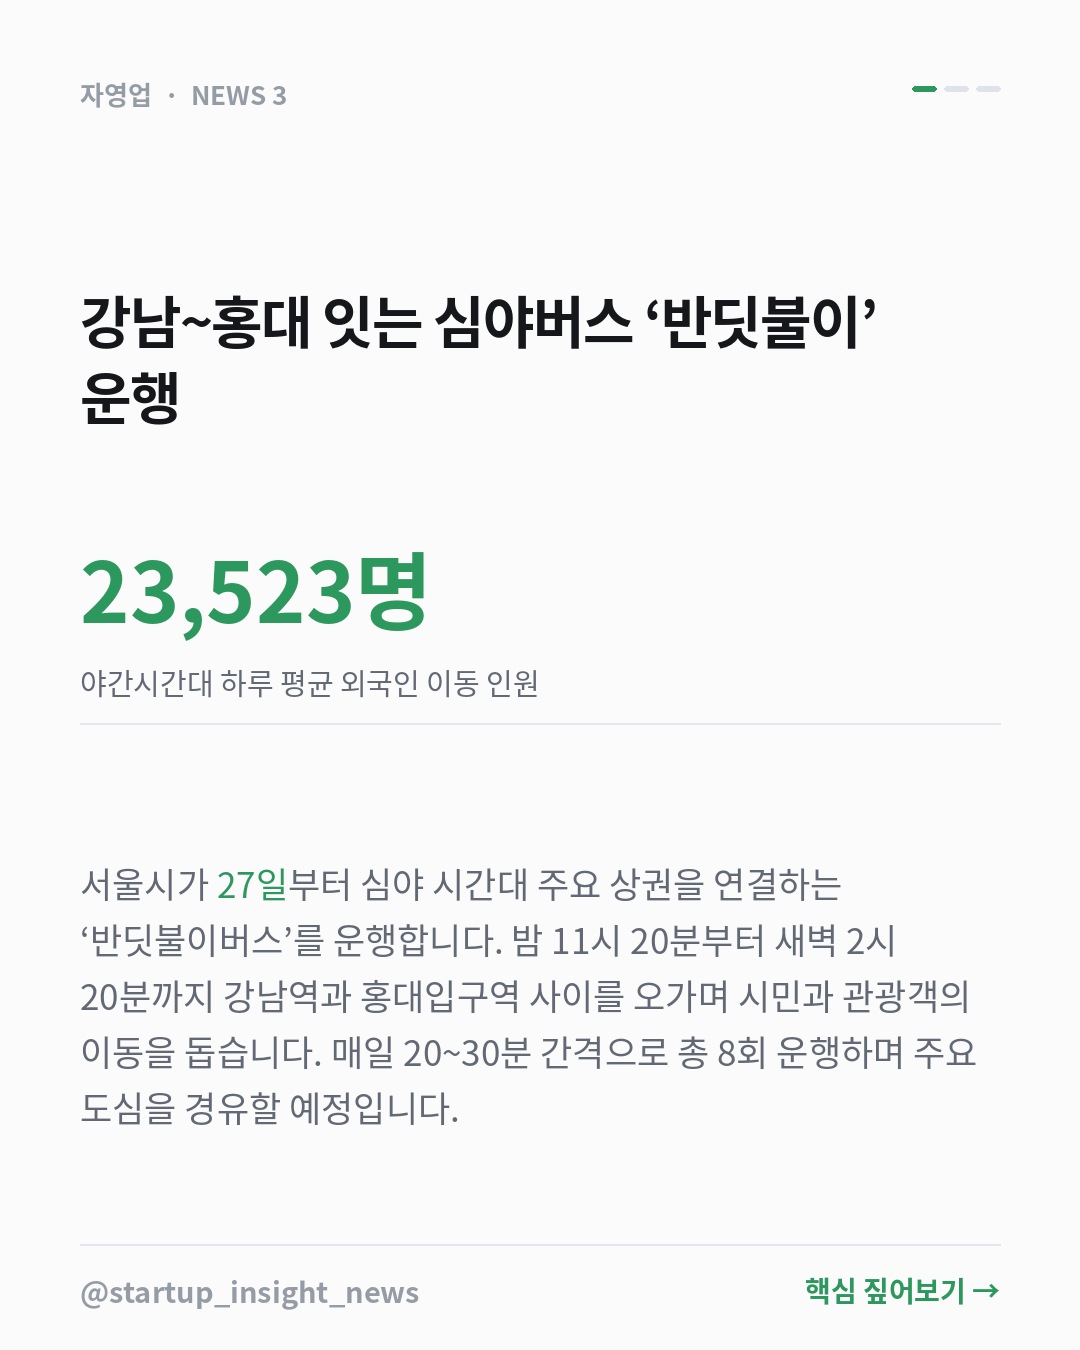 자영업 · NEWS 3
강남~홍대 잇는 심야버스 ‘반딧불이’
운행
23,523명
야간시간대 하루 평균 외국인 이동 인원
서울시가 27일부터 심야 시간대 주요 상권을 연결하는
‘반딧불이버스’를 운행합니다. 밤 11시 20분부터 새벽 2시
20분까지 강남역과 홍대입구역 사이를 오가며 시민과 관광객의
이동을 돕습니다. 매일 20~30분 간격으로 총 8회 운행하며 주요
도심을 경유할 예정입니다.
@startup_insight_news
핵심 짚어보기 →